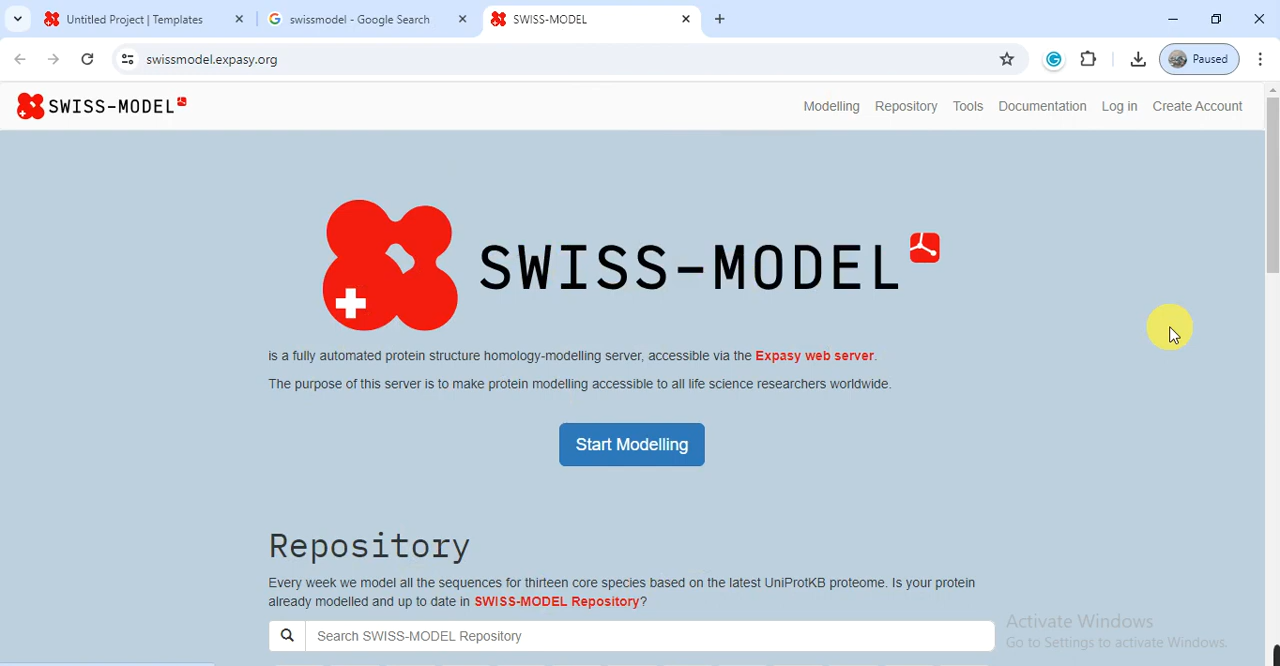 Untitled Project | Templates
swissmodel - Google Search
SWISS-MODEL
swissmodel.expasy.org
Paused
SWISS-MODEL
Modelling Repository Tools Documentation Log in Create Account
SWISS-MODEL
is a fully automated protein structure homology-modelling server, accessible via the Expasy web server.
The purpose of this server is to make protein modelling accessible to all life science researchers worldwide.
Start Modelling
Repository
Every week we model all the sequences for thirteen core species based on the latest UniProtKB proteome. Is your protein
already modelled and up to date in SWISS-MODEL Repository?
Search SWISS-MODEL Repository
Activate Windows
Go to Settings to activate Windows.